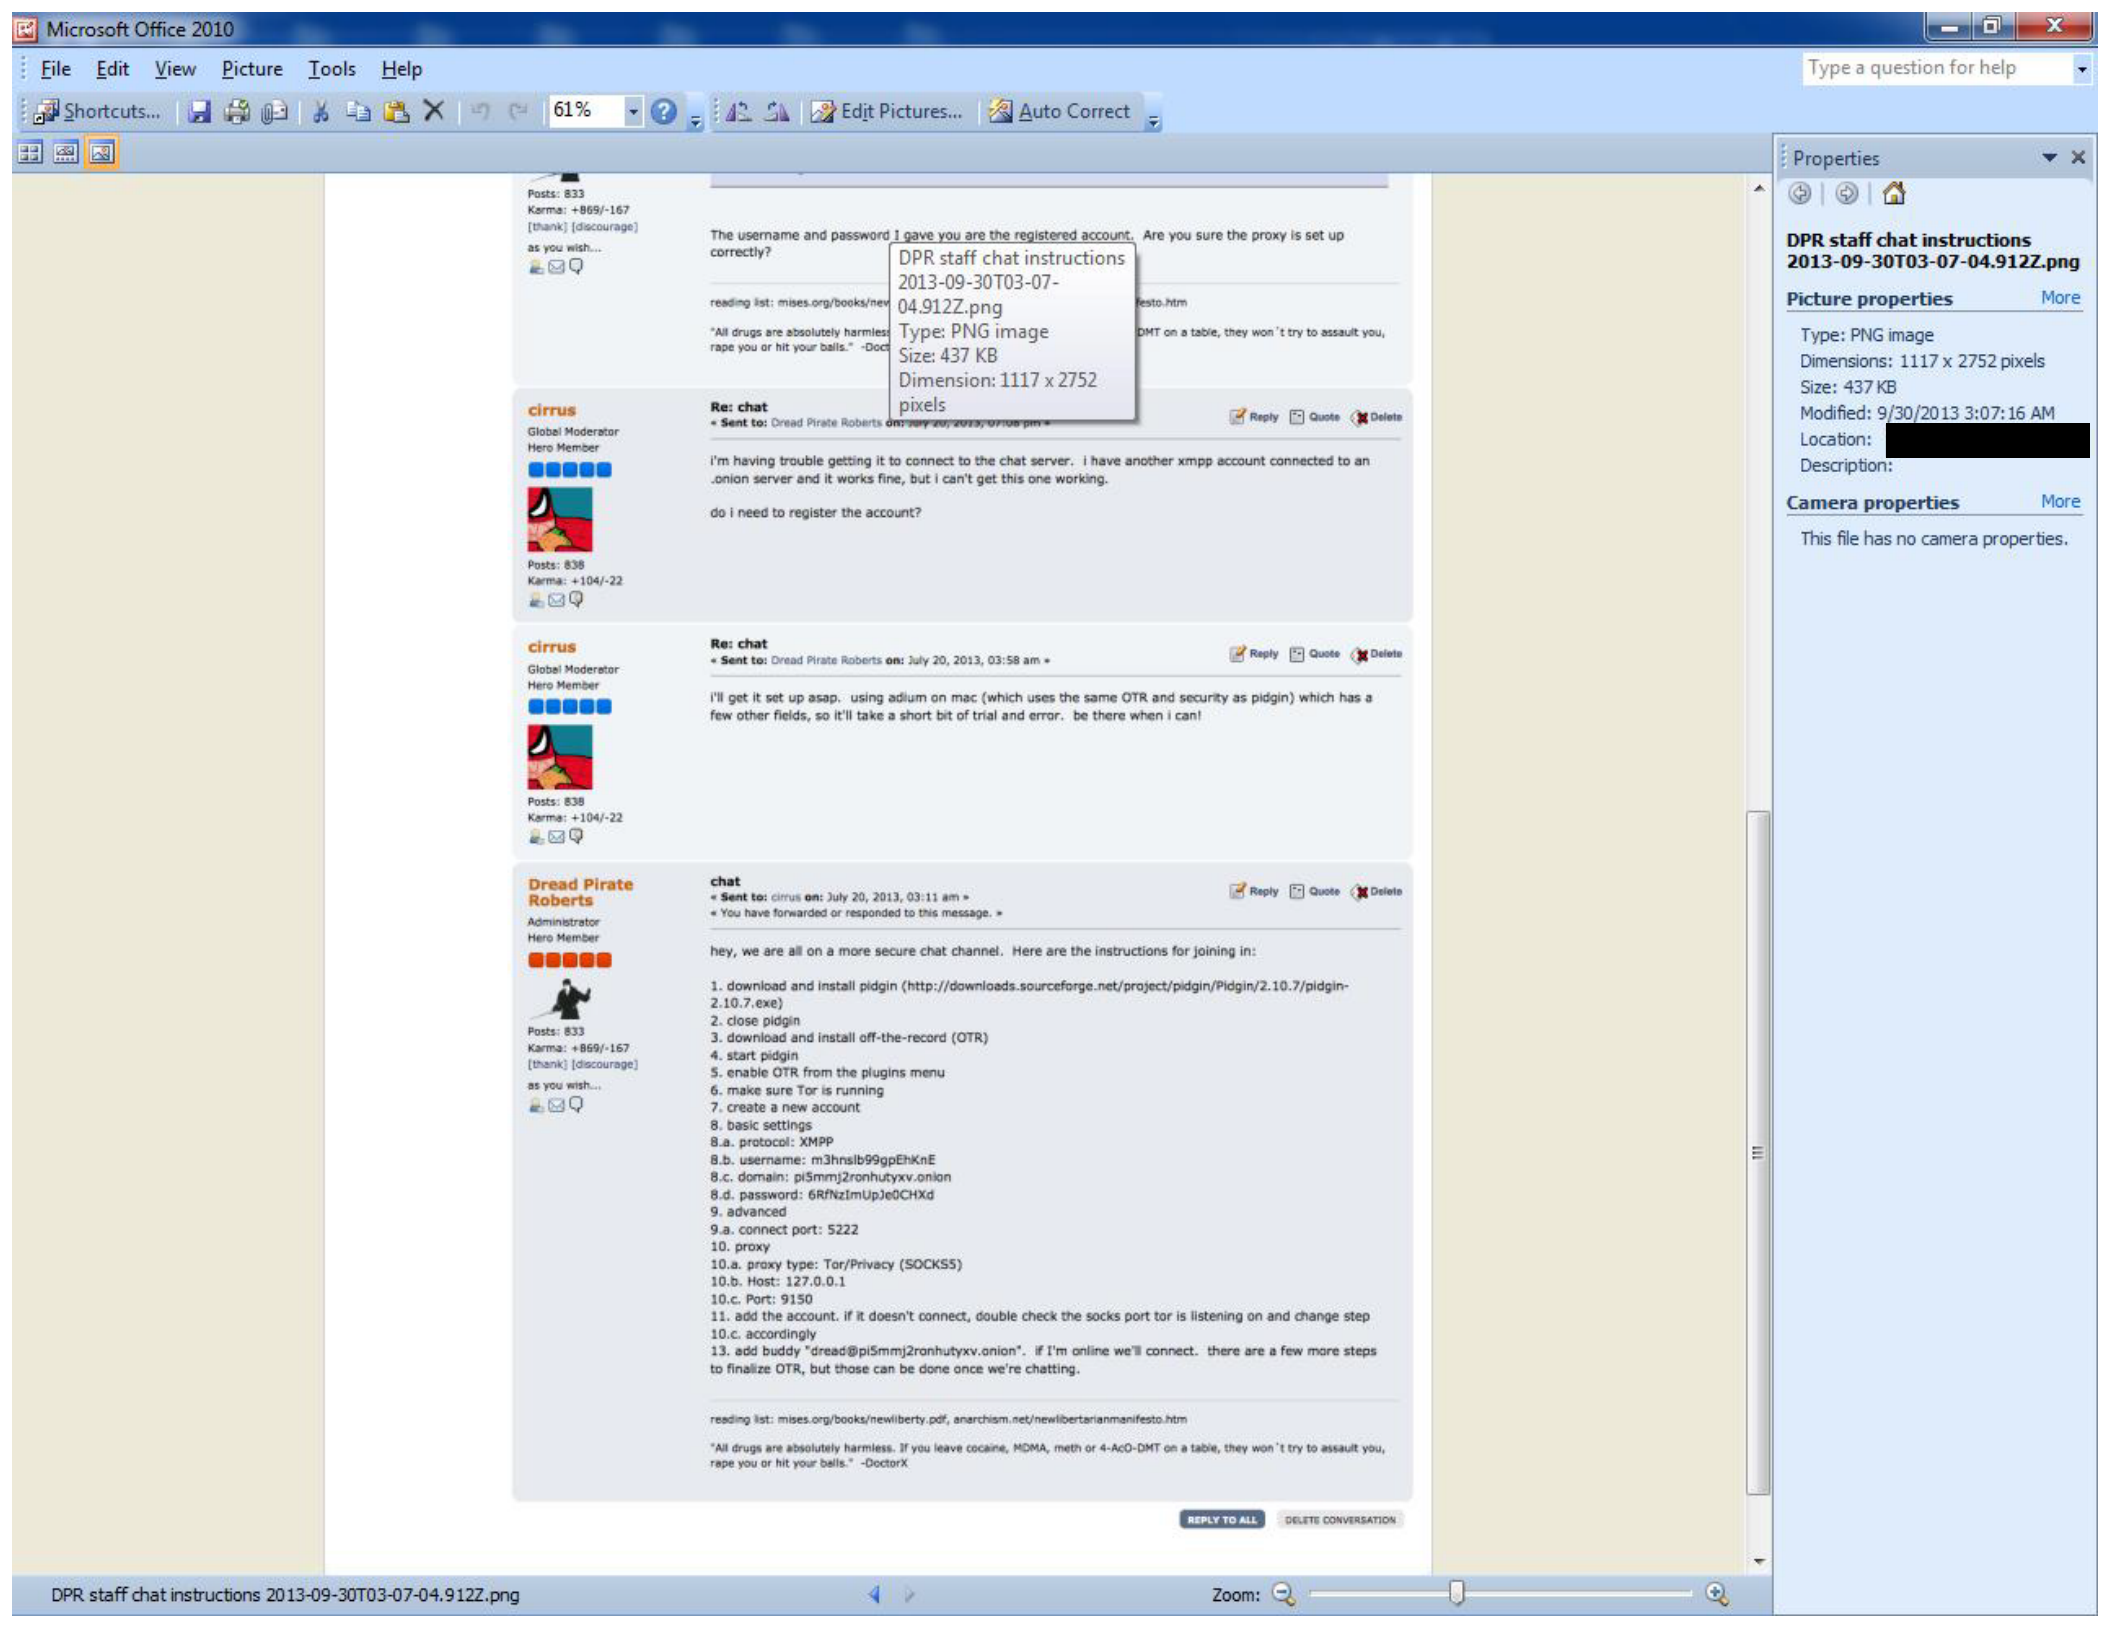 Microsoft Office 2010
File Edit View Picture Tools Help
Type a question for help
Shortcuts... 61% Edit Pictures... Auto Correct
Properties
DPR staff chat instructions
2013-09-30T03-07-04.912Z.png
Picture properties More
Type: PNG image
Dimensions: 1117 x 2752 pixels
Size: 437 KB
Modified: 9/30/2013 3:07:16 AM
Location:
Description:
Camera properties More
This file has no camera properties.
Posts: 833
Karma: +869/-167
[thank] [discourage]
as you wish...
The username and password I gave you are the registered account. Are you sure the proxy is set up
correctly?
reading list: mises.org/books/new
festo.htm
"All drugs are absolutely harmless
DMT on a table, they won´t try to assault you,
rape you or hit your balls." -Doct
DPR staff chat instructions
2013-09-30T03-07-
04.912Z.png
Type: PNG image
Size: 437 KB
Dimension: 1117 x 2752
pixels
cirrus
Global Moderator
Hero Member
Posts: 838
Karma: +104/-22
Re: chat
« Sent to: Dread Pirate Roberts on: July 20, 2013, 07:08 pm »
Reply Quote Delete
i'm having trouble getting it to connect to the chat server. i have another xmpp account connected to an
.onion server and it works fine, but i can't get this one working.
do i need to register the account?
cirrus
Global Moderator
Hero Member
Posts: 838
Karma: +104/-22
Re: chat
« Sent to: Dread Pirate Roberts on: July 20, 2013, 03:58 am »
Reply Quote Delete
i'll get it set up asap. using adium on mac (which uses the same OTR and security as pidgin) which has a
few other fields, so it'll take a short bit of trial and error. be there when i can!
Dread Pirate
Roberts
Administrator
Hero Member
Posts: 833
Karma: +869/-167
[thank] [discourage]
as you wish...
chat
« Sent to: cirrus on: July 20, 2013, 03:11 am »
« You have forwarded or responded to this message. »
Reply Quote Delete
hey, we are all on a more secure chat channel. Here are the instructions for joining in:
1. download and install pidgin (http://downloads.sourceforge.net/project/pidgin/Pidgin/2.10.7/pidgin-
2.10.7.exe)
2. close pidgin
3. download and install off-the-record (OTR)
4. start pidgin
5. enable OTR from the plugins menu
6. make sure Tor is running
7. create a new account
8. basic settings
8.a. protocol: XMPP
8.b. username: m3hnslb99gpEhKnE
8.c. domain: pi5mmj2ronhutyxv.onion
8.d. password: 6RfNzImUpJe0CHXd
9. advanced
9.a. connect port: 5222
10. proxy
10.a. proxy type: Tor/Privacy (SOCKS5)
10.b. Host: 127.0.0.1
10.c. Port: 9150
11. add the account. if it doesn't connect, double check the socks port tor is listening on and change step
10.c. accordingly
13. add buddy "dread@pi5mmj2ronhutyxv.onion". if I'm online we'll connect. there are a few more steps
to finalize OTR, but those can be done once we're chatting.
reading list: mises.org/books/newliberty.pdf, anarchism.net/newlibertarianmanifesto.htm
"All drugs are absolutely harmless. If you leave cocaine, MDMA, meth or 4-AcO-DMT on a table, they won´t try to assault you,
rape you or hit your balls." -DoctorX
REPLY TO ALL DELETE CONVERSATION
DPR staff chat instructions 2013-09-30T03-07-04.912Z.png
Zoom: